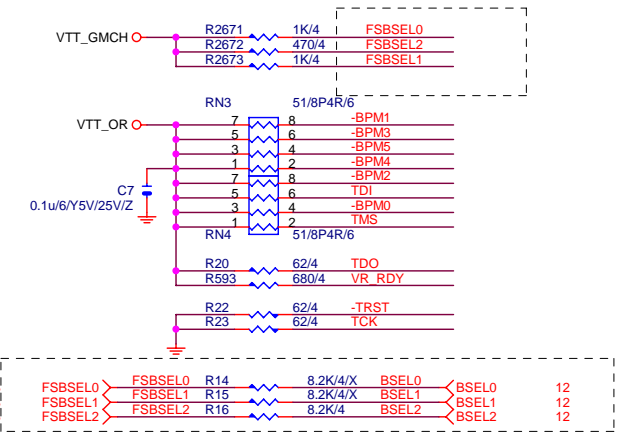 VTT_GMCH R2671 1K/4 FSBSEL0
R2672 470/4 FSBSEL2
R2673 1K/4 FSBSEL1
RN3 51/8P4R/6
VTT_OR 7 8 -BPM1
5 6 -BPM3
3 4 -BPM5
1 2 -BPM4
7 8 -BPM2
C7 5 6 TDI
0.1u/6/Y5V/25V/Z 3 4 -BPM0
1 2 TMS
RN4 51/8P4R/6
R20 62/4 TDO
R593 680/4 VR_RDY
R22 62/4 -TRST
R23 62/4 TCK
FSBSEL0 FSBSEL0 R14 8.2K/4/X BSEL0 BSEL0 12
FSBSEL1 FSBSEL1 R15 8.2K/4/X BSEL1 BSEL1 12
FSBSEL2 FSBSEL2 R16 8.2K/4 BSEL2 BSEL2 12